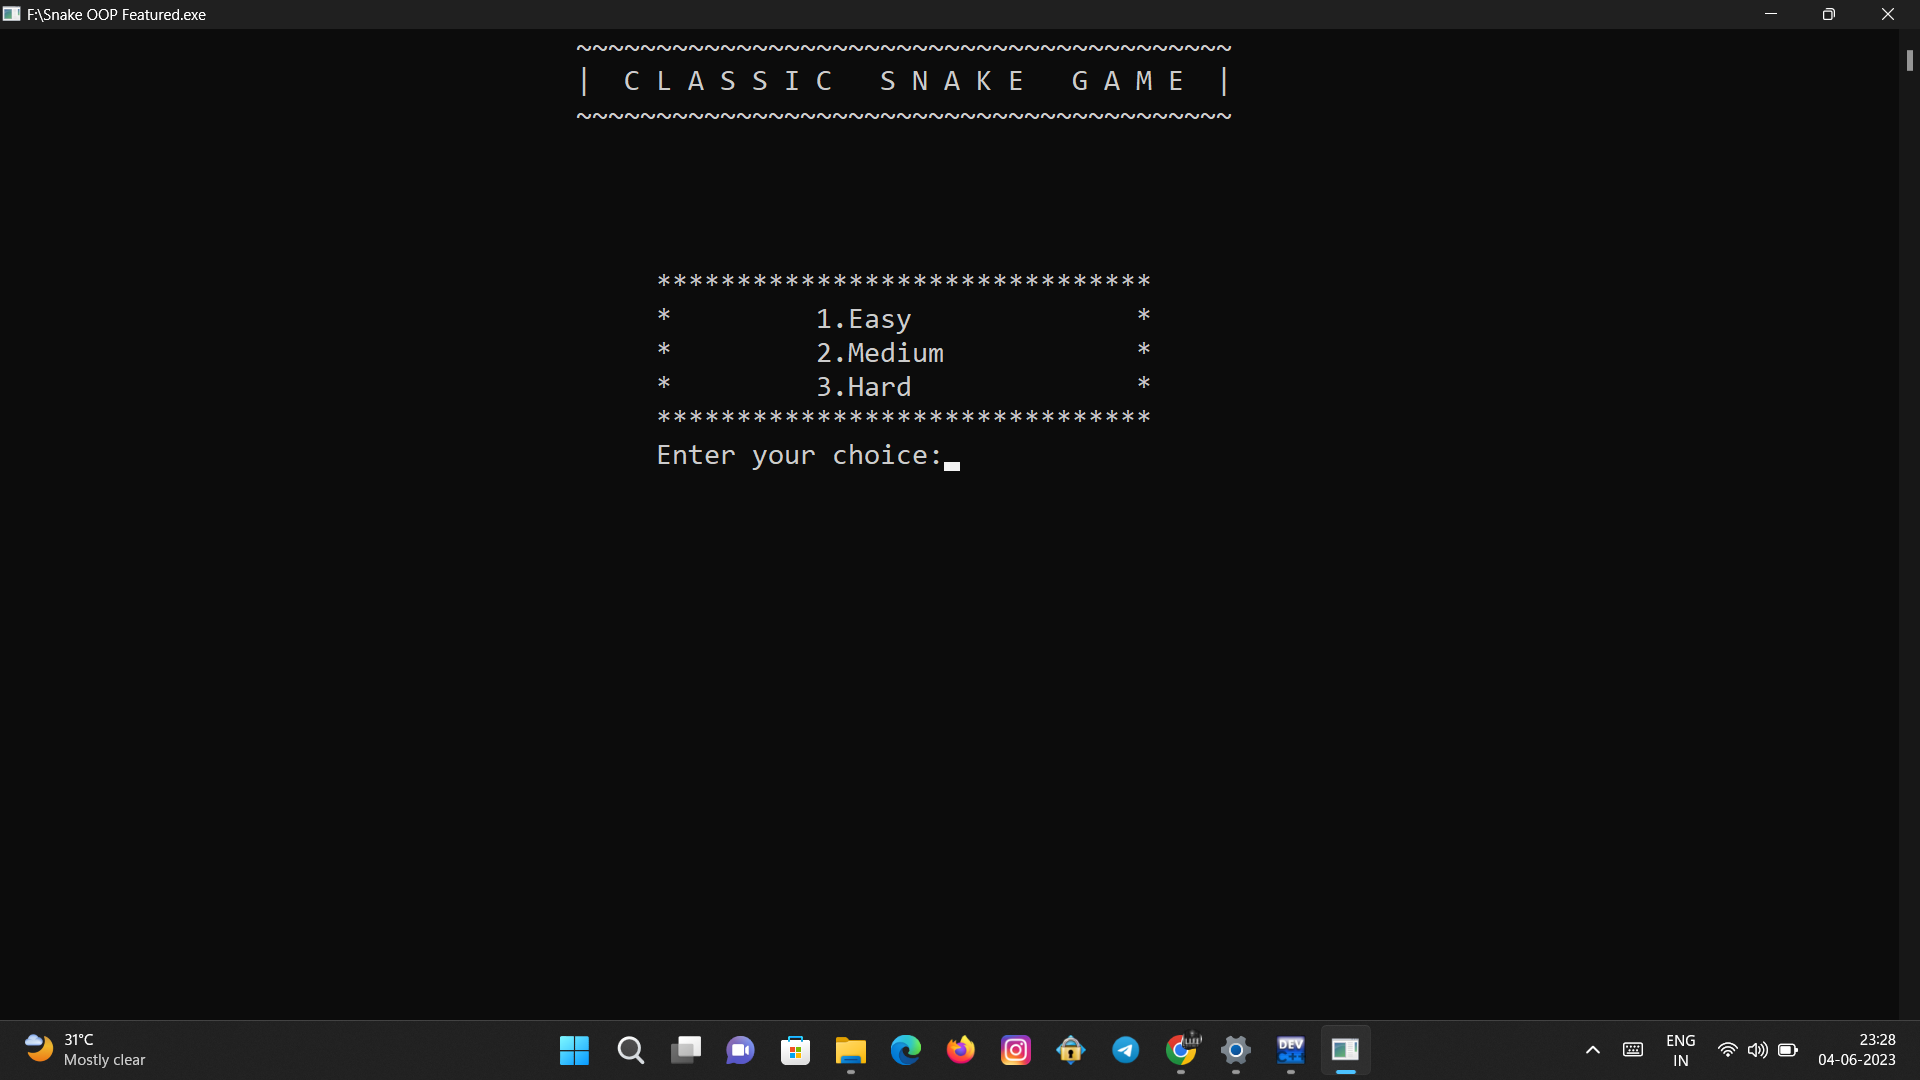 F:\Snake OOP Featured.exe
~~~~~~~~~~~~~~~~~~~~~~~~~~~~~~~~~~~~~~~~~
| C L A S S I C   S N A K E   G A M E |
~~~~~~~~~~~~~~~~~~~~~~~~~~~~~~~~~~~~~~~~~
*******************************
*         1.Easy              *
*         2.Medium            *
*         3.Hard              *
*******************************
Enter your choice:
31°C
Mostly clear
DEV
C++
ENG
IN
23:28
04-06-2023